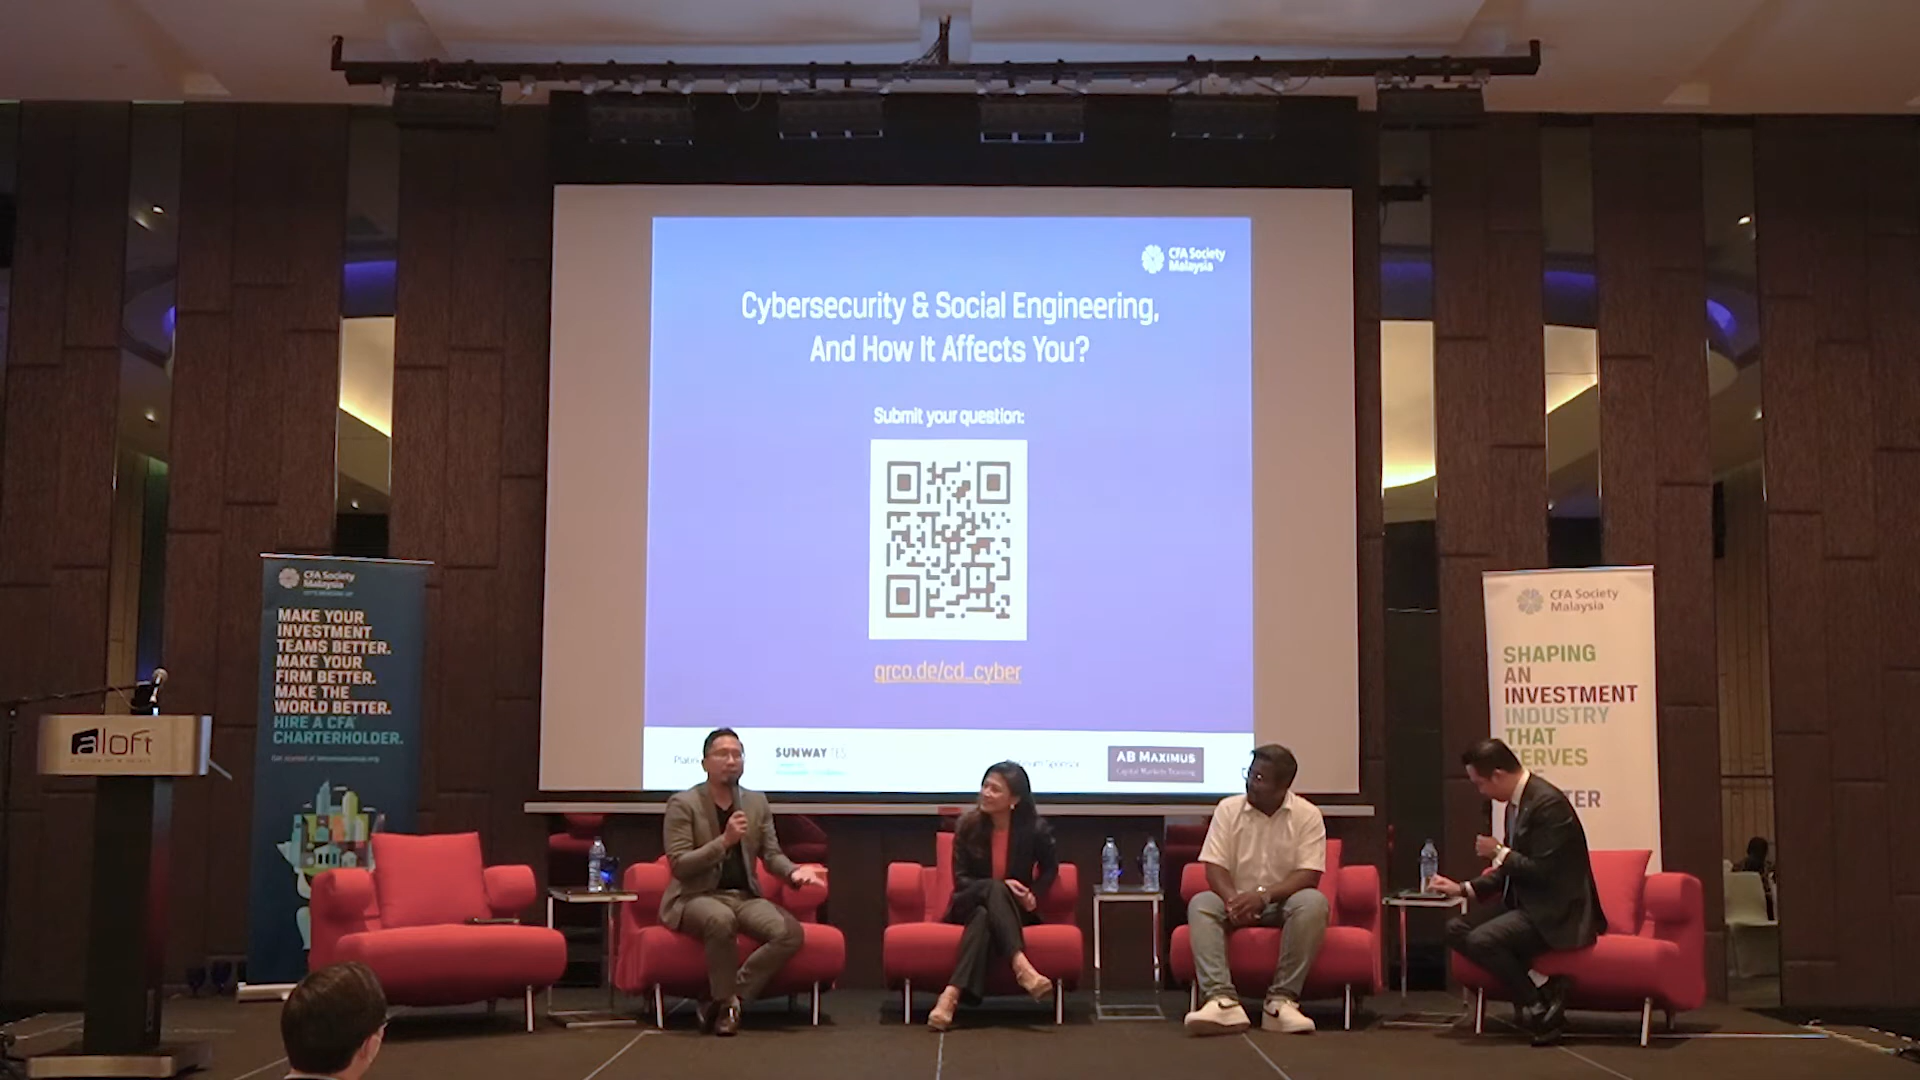 CFA Society
Malaysia
Cybersecurity & Social Engineering,
And How It Affects You?
Submit your question:
qrco.de/cd_cyber
SUNWAY TES
AB MAXIMUS
Capital Markets Training
CFA Society
Malaysia
MAKE YOUR
INVESTMENT
TEAMS BETTER.
MAKE YOUR
FIRM BETTER.
MAKE THE
WORLD BETTER.
HIRE A CFA
CHARTERHOLDER.
aloft
CFA Society
Malaysia
SHAPING
AN
INVESTMENT
INDUSTRY
THAT